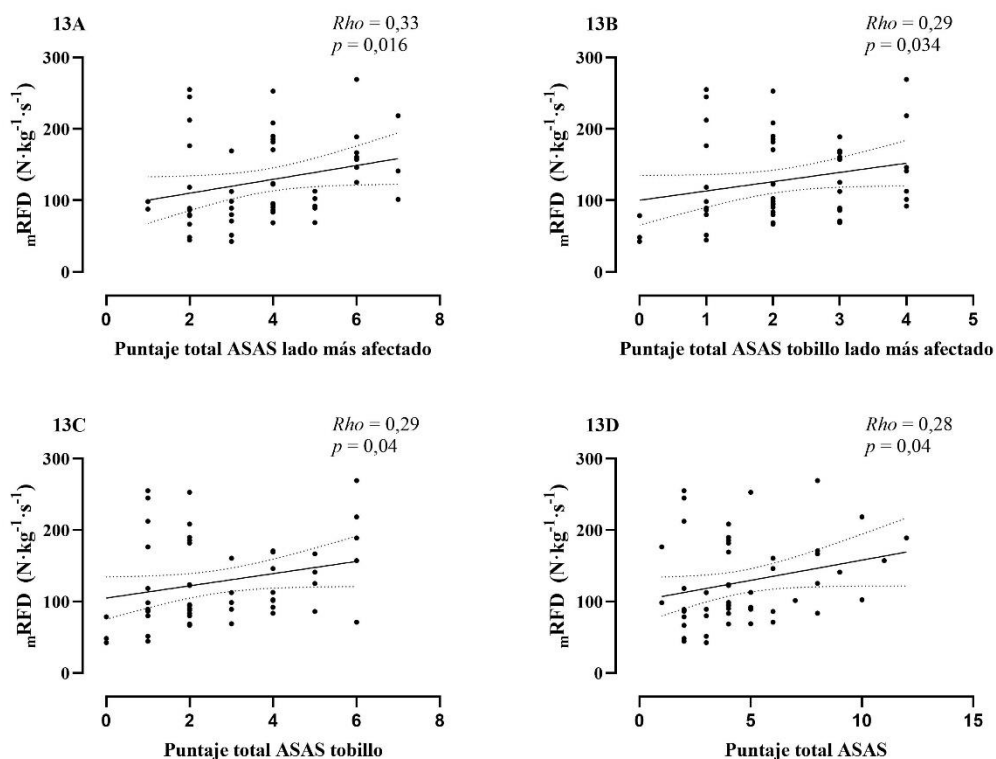 13A
Rho = 0,33
p = 0,016
mRFD (N·kg⁻¹·s⁻¹)
300
200
100
0
0 2 4 6 8
Puntaje total ASAS lado más afectado
13B
Rho = 0,29
p = 0,034
mRFD (N·kg⁻¹·s⁻¹)
300
200
100
0
0 1 2 3 4 5
Puntaje total ASAS tobillo lado más afectado
13C
Rho = 0,29
p = 0,04
mRFD (N·kg⁻¹·s⁻¹)
300
200
100
0
0 2 4 6 8
Puntaje total ASAS tobillo
13D
Rho = 0,28
p = 0,04
mRFD (N·kg⁻¹·s⁻¹)
300
200
100
0
0 5 10 15
Puntaje total ASAS